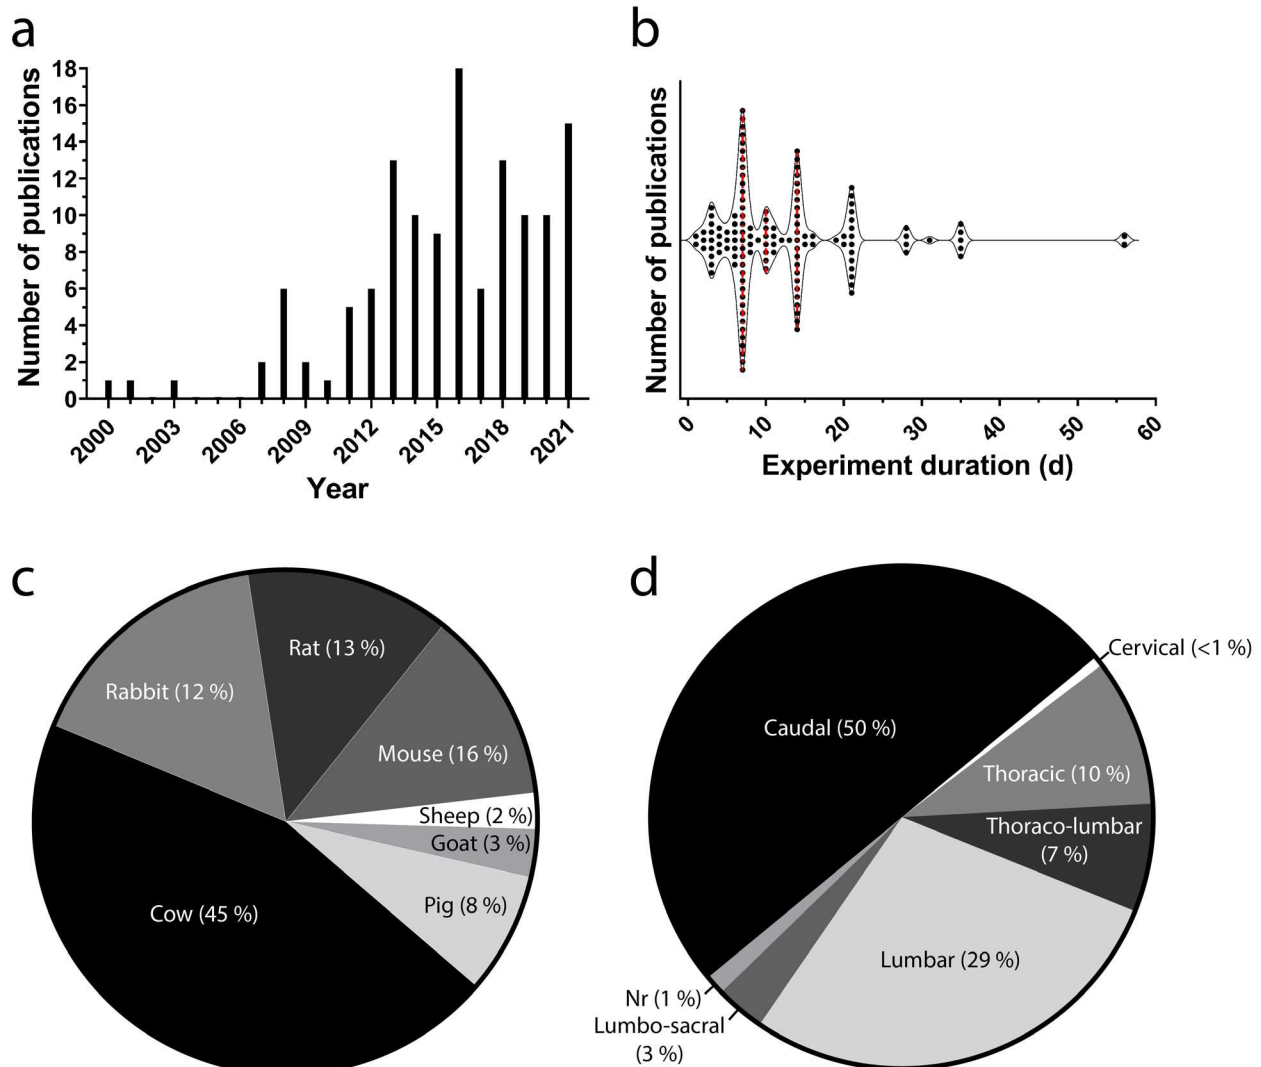 a
Number of publications
18
16
14
12
10
8
6
4
2
0
2000
2003
2006
2009
2012
2015
2018
2021
Year
b
Number of publications
0
10
20
30
40
50
60
Experiment duration (d)
c
Rat (13 %)
Rabbit (12 %)
Mouse (16 %)
Sheep (2 %)
Goat (3 %)
Pig (8 %)
Cow (45 %)
d
Cervical (<1 %)
Caudal (50 %)
Thoracic (10 %)
Thoraco-lumbar
(7 %)
Lumbar (29 %)
Nr (1 %)
Lumbo-sacral
(3 %)